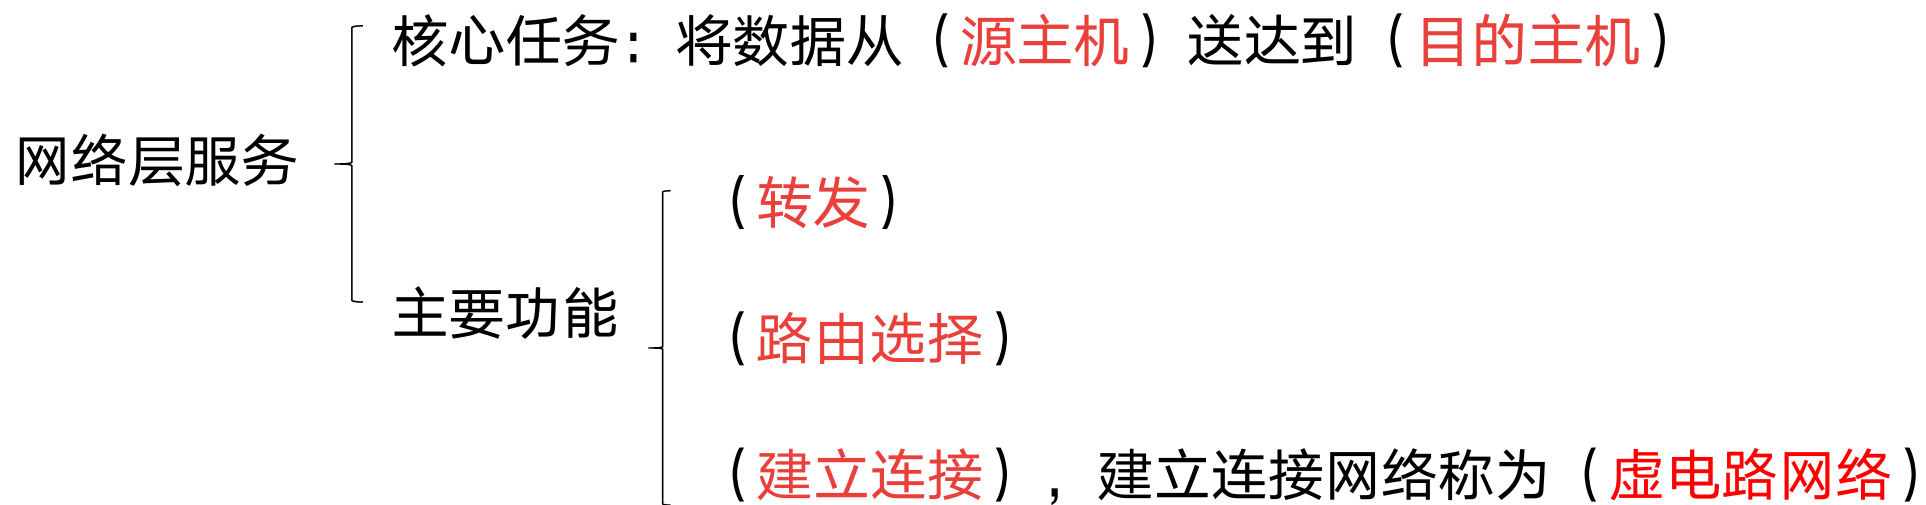 核心任务：将数据从（源主机）送达到（目的主机）
网络层服务
（转发）
主要功能
（路由选择）
（建立连接），建立连接网络称为（虚电路网络）